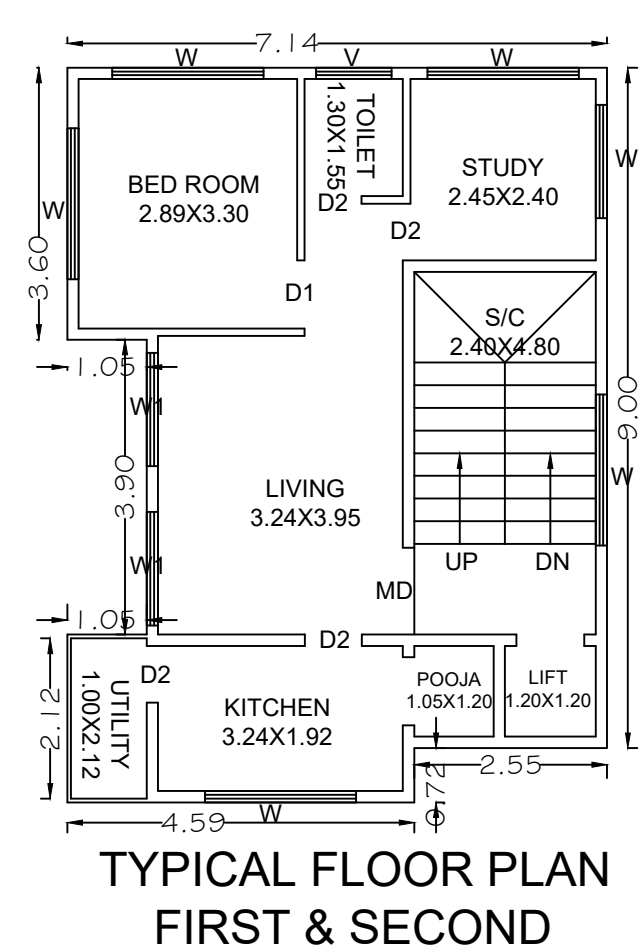 7.14
W
V
W
TOILET
1.30X1.55
BED ROOM
2.89X3.30
STUDY
2.45X2.40
W
W
D2
D2
3.60
D1
S/C
2.40X4.80
1.05
W1
9.00
3.90
LIVING
3.24X3.95
W
W1
UP
DN
MD
1.05
D2
D2
UTILITY
1.00X2.12
2.12
KITCHEN
3.24X1.92
POOJA
1.05X1.20
LIFT
1.20X1.20
0.72
2.55
4.59
W
TYPICAL FLOOR PLAN
FIRST & SECOND